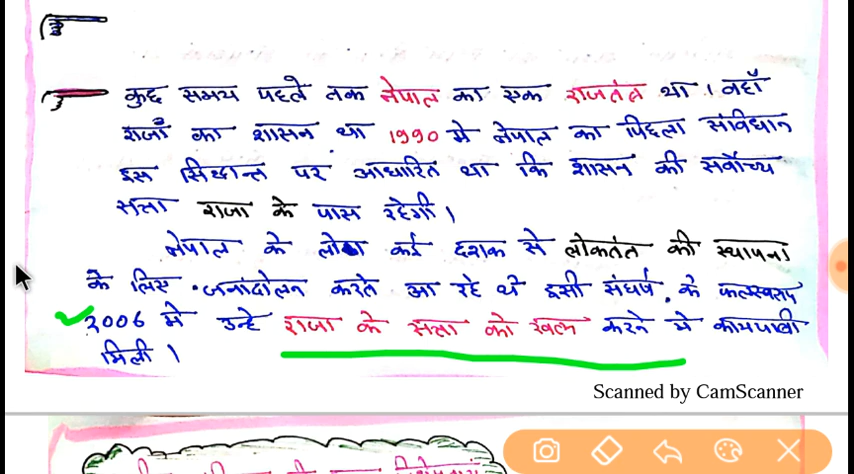 कुछ समय पहले तक नेपाल का एक राजतंत्र था । वहाँ
राजाँ का शासन था 1990 मे नेपाल का पिछला संविधान
इस सिद्धान्त पर आधारित था कि शासन की सर्वोच्य
सत्ता राजा के पास रहेगी ।
नेपाल के लोग कई दशक से लोकतंत्र की स्थापना
के लिए जनांदोलन करते आ रहे थे इसी संघर्ष के फलस्वरूप
2006 मे उन्हे राजा के सत्ता को खत्म करने मे कामयाबी
मिली ।
Scanned by CamScanner